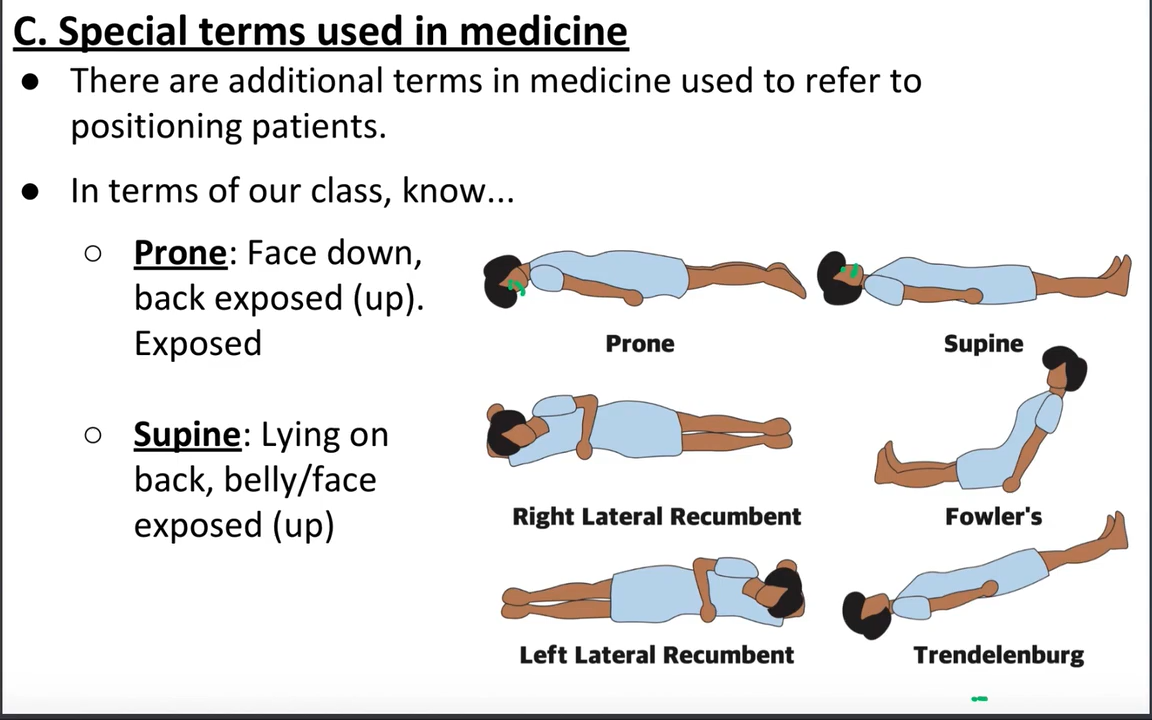 C. Special terms used in medicine
● There are additional terms in medicine used to refer to
positioning patients.
● In terms of our class, know...
○ Prone: Face down,
back exposed (up).
Exposed
○ Supine: Lying on
back, belly/face
exposed (up)
Prone
Supine
Right Lateral Recumbent
Fowler's
Left Lateral Recumbent
Trendelenburg